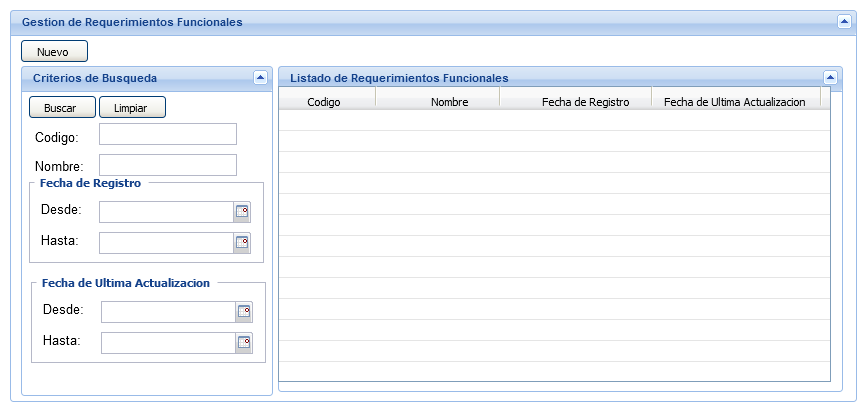 Gestion de Requerimientos Funcionales
Nuevo
Criterios de Busqueda
Buscar Limpiar
Codigo:
Nombre:
Fecha de Registro
Desde:
Hasta:
Fecha de Ultima Actualizacion
Desde:
Hasta:
Listado de Requerimientos Funcionales
Codigo Nombre Fecha de Registro Fecha de Ultima Actualizacion